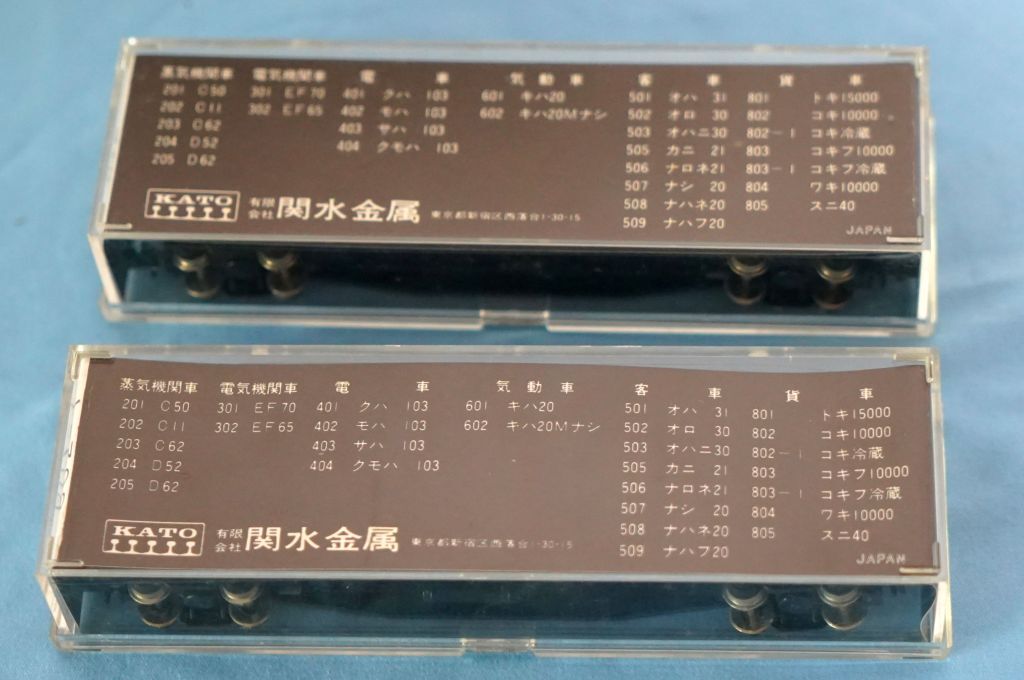 蒸気機関車 電気機関車 電 車 気動車 客 車 貨 車
201 C50 301 EF70 401 クハ 103 601 キハ20 501 オハ 31 801 トキ15000
202 C11 302 EF65 402 モハ 103 602 キハ20Mナシ 502 オロ 30 802 コキ10000
203 C62 403 サハ 103 503 オハニ30 802-1 コキ冷蔵
204 D52 404 クモハ 103 505 カニ 21 803 コキフ10000
205 D62 506 ナロネ21 803-1 コキフ冷蔵
507 ナシ 20 804 ワキ10000
508 ナハネ20 805 スニ40
509 ナハフ20
KATO 有限会社 関水金属 東京都新宿区西落合1-30-15
JAPAN
蒸気機関車 電気機関車 電 車 気動車 客 車 貨 車
201 C50 301 EF70 401 クハ 103 601 キハ20 501 オハ 31 801 トキ15000
202 C11 302 EF65 402 モハ 103 602 キハ20Mナシ 502 オロ 30 802 コキ10000
203 C62 403 サハ 103 503 オハニ30 802-1 コキ冷蔵
204 D52 404 クモハ 103 505 カニ 21 803 コキフ10000
205 D62 506 ナロネ21 803-1 コキフ冷蔵
507 ナシ 20 804 ワキ10000
508 ナハネ20 805 スニ40
509 ナハフ20
KATO 有限会社 関水金属 東京都新宿区西落合1-30-15
JAPAN